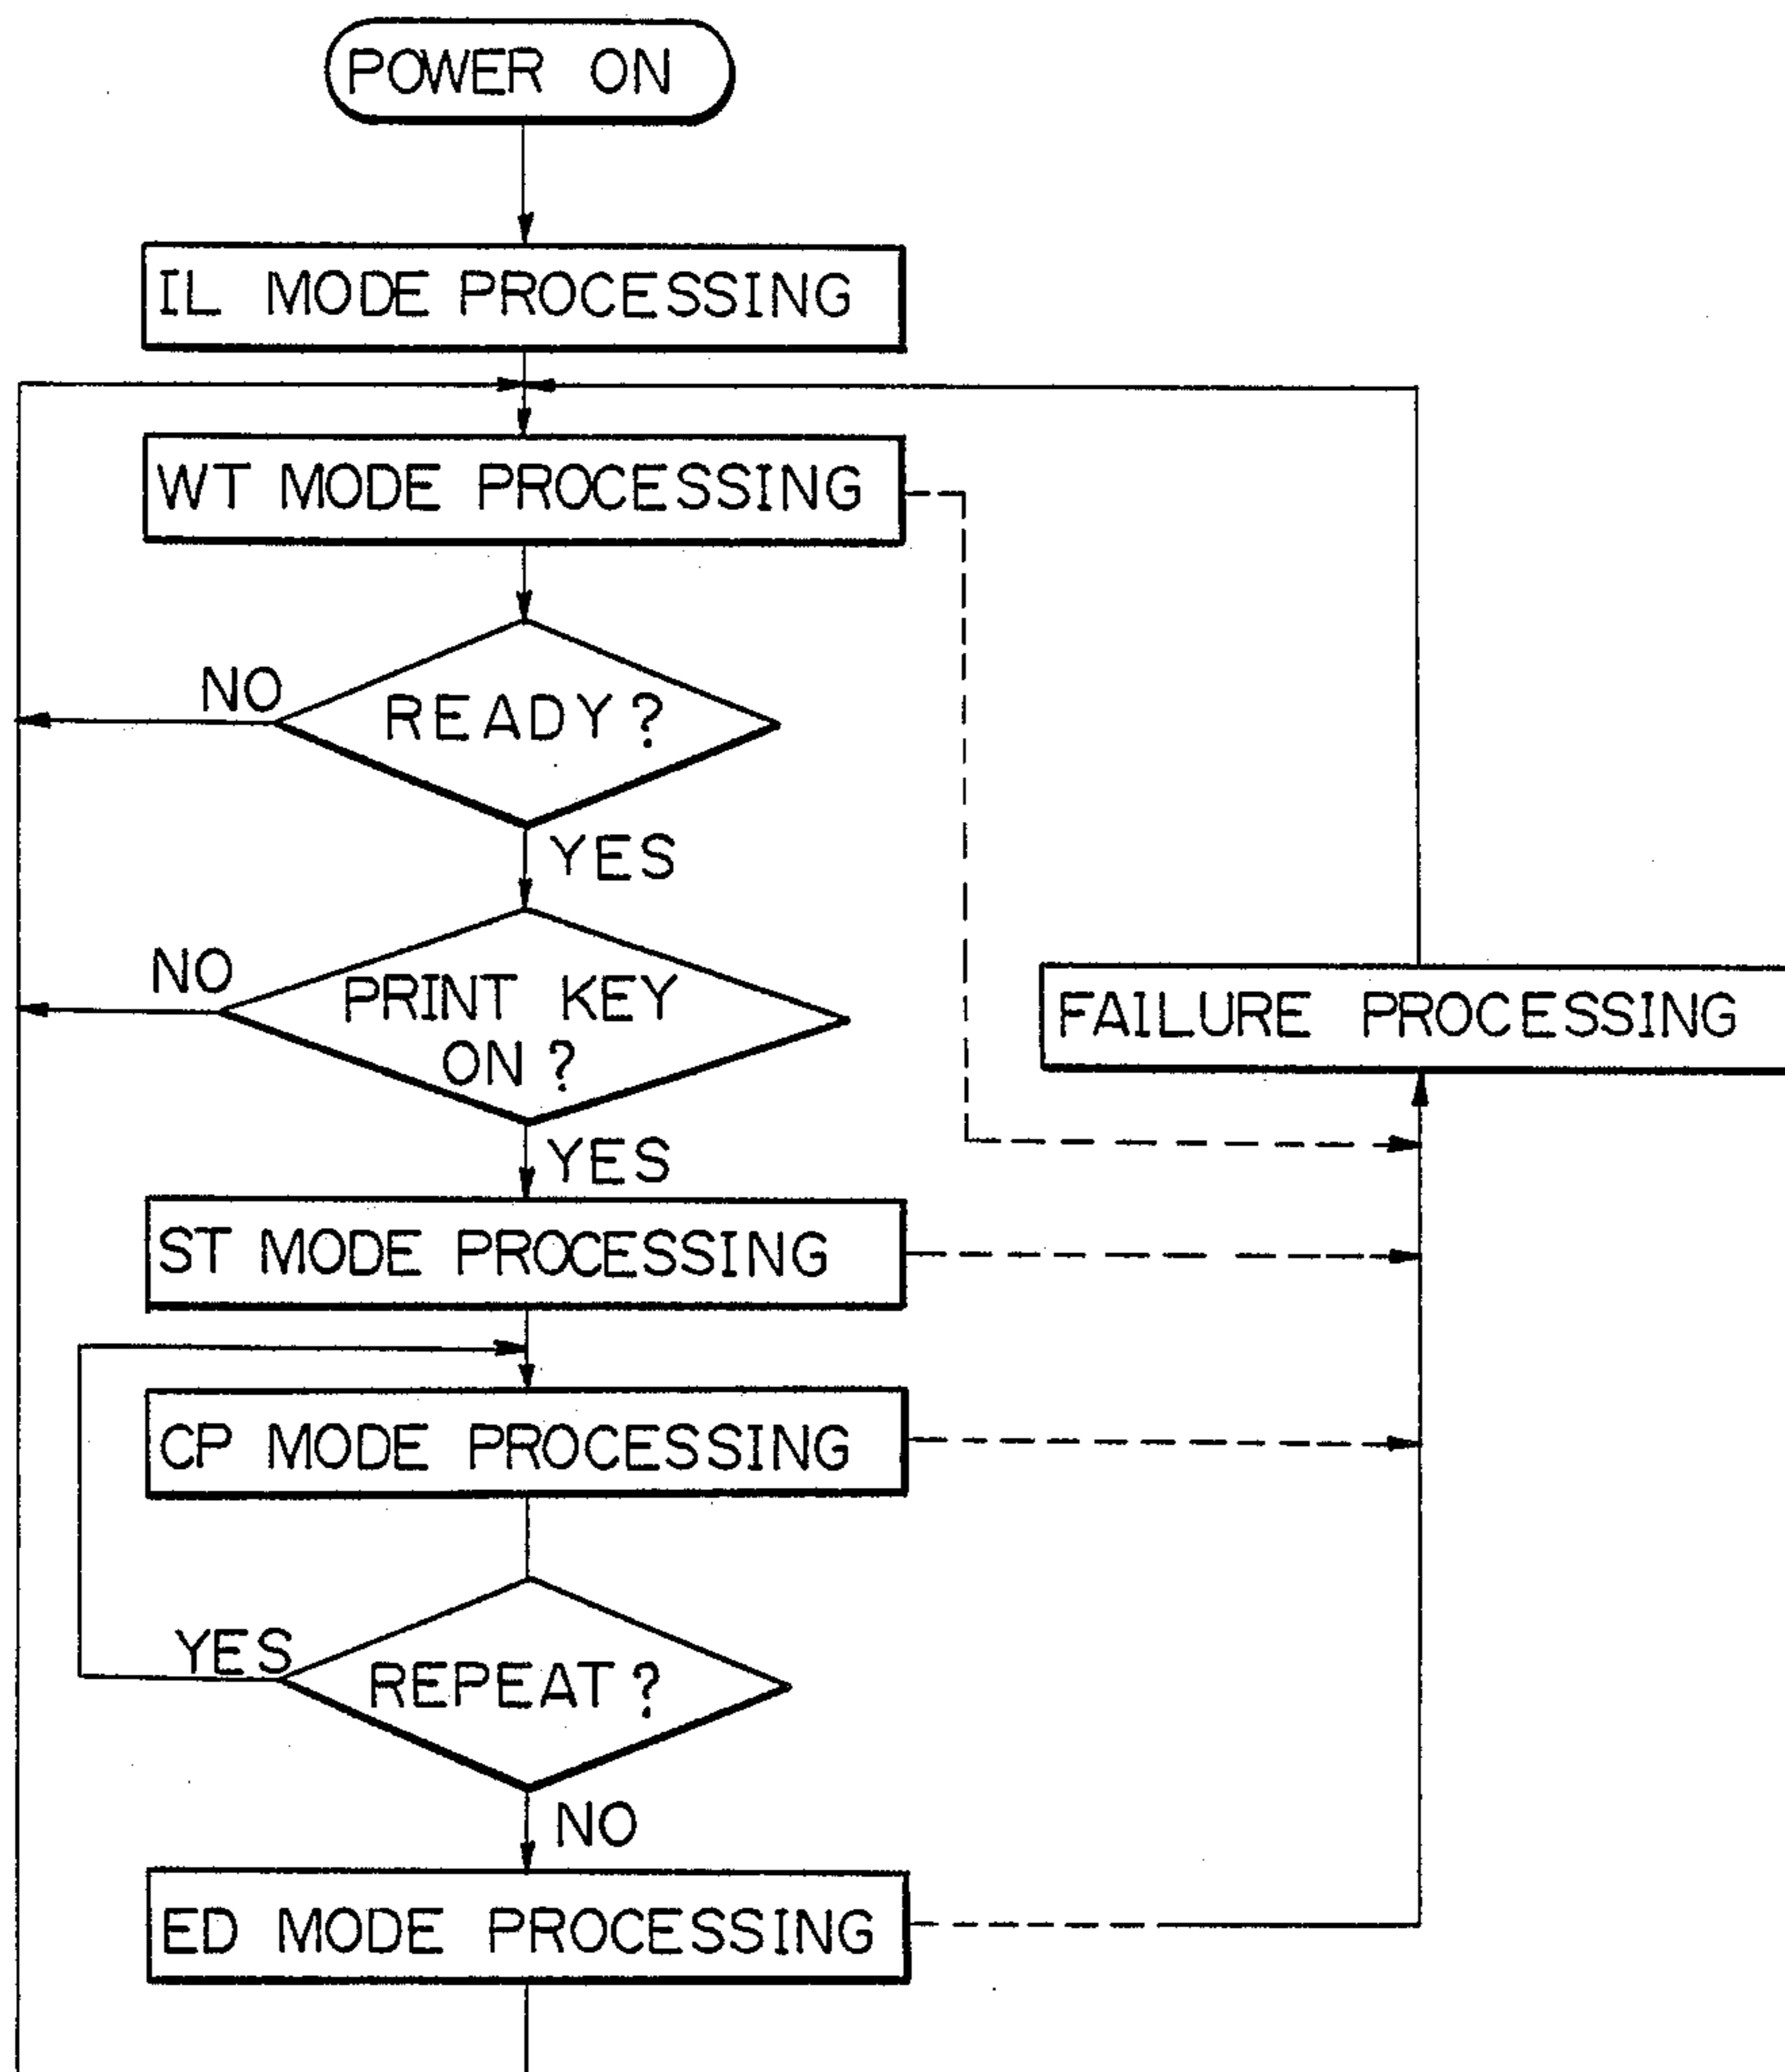 POWER ON
IL MODE PROCESSING
WT MODE PROCESSING
NO
READY?
YES
NO
PRINT KEY
ON?
FAILURE PROCESSING
YES
ST MODE PROCESSING
CP MODE PROCESSING
YES
REPEAT?
NO
ED MODE PROCESSING